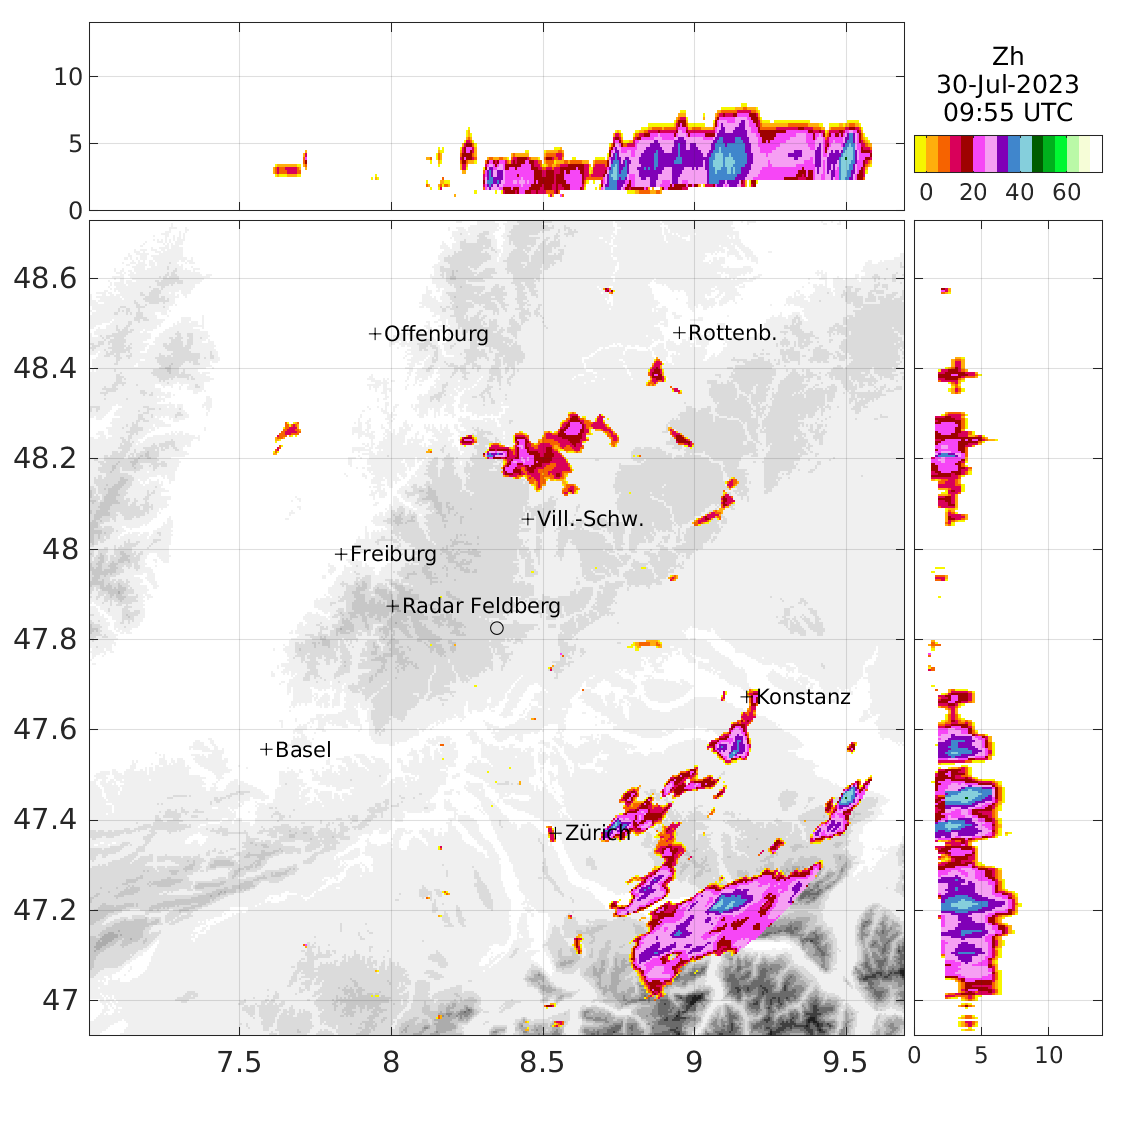 10
5
0
Zh
30-Jul-2023
09:55 UTC
0 20 40 60
48.6
48.4
48.2
48
47.8
47.6
47.4
47.2
47
+Offenburg
+Rottenb.
+Vill.-Schw.
+Freiburg
+Radar Feldberg
+Konstanz
+Basel
+Zürich
7.5 8 8.5 9 9.5
0 5 10